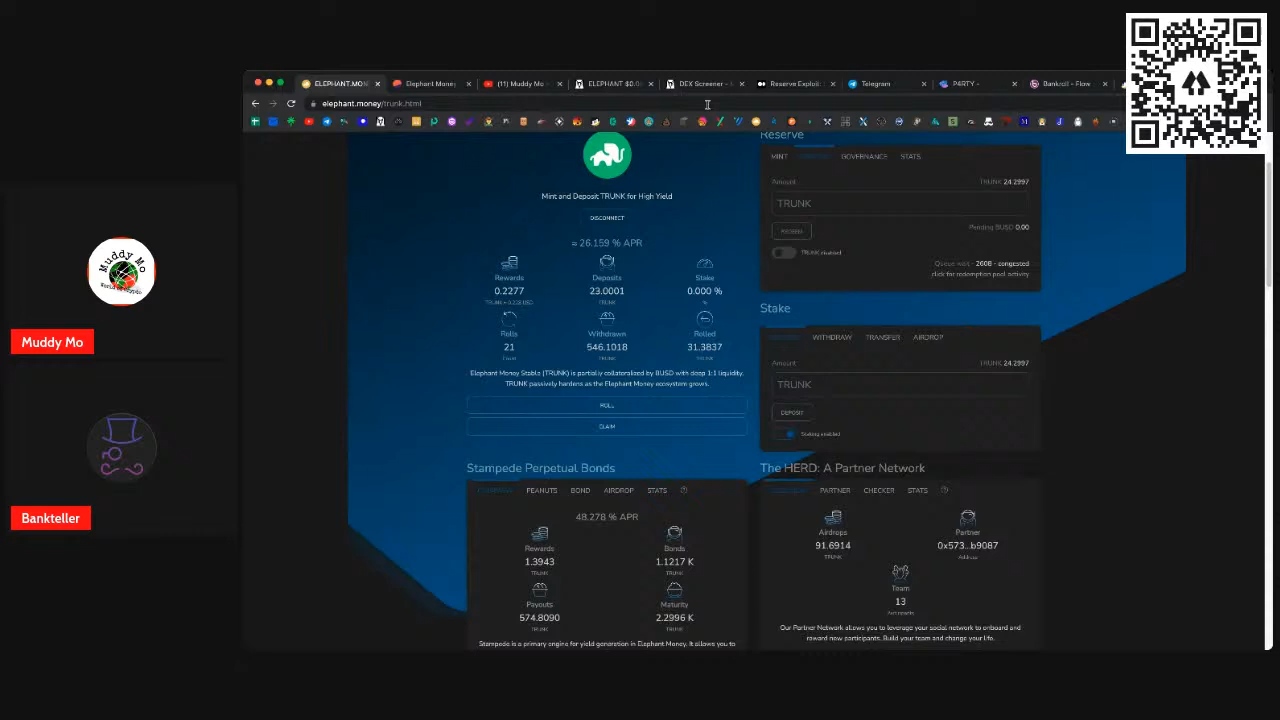 ELEPHANT.MON
Elephant Money
(11) Muddy Mo -
ELEPHANT $0.0
DEX Screener -
Reserve Exploit:
Telegram
P4RTY -
Bankroll - Flow
elephant.money/trunk.html
Muddy Mo
Muddy Mo
Bankteller
Mint and Deposit TRUNK for High Yield
DISCONNECT
≈ 26.159 % APR
Rewards
Deposits
Stake
0.2277
23.0001
0.000 %
TRUNK
%
Rolls
Withdrawn
Rolled
21
546.1018
31.3837
TRUNK
TRUNK
Elephant Money Stable (TRUNK) is partially collateralized by BUSD with deep 1:1 liquidity.
TRUNK passively hardens as the Elephant Money ecosystem grows.
ROLL
CLAIM
Reserve
MINT
GOVERNANCE
STATS
Amount
TRUNK 24.2997
TRUNK
REDEEM
Pending BUSD 0.00
TRUNK channel
Queue wait ~ 2608 - congested
click for redemption pool activity
Stake
WITHDRAW
TRANSFER
AIRDROP
Amount
TRUNK 24.2997
TRUNK
DEPOSIT
Staking enabled
Stampede Perpetual Bonds
PEANUTS
BOND
AIRDROP
STATS
48.278 % APR
Rewards
Bonds
1.3943
1.1217 K
TRUNK
TRUNK
Payouts
Maturity
574.8090
2.2996 K
TRUNK
TRUNK
Stampede is a primary engine for yield generation in Elephant Money. It allows you to
The HERD: A Partner Network
PARTNER
CHECKER
STATS
Airdrops
Partner
91.6914
0x573...b9087
TRUNK
Address
Team
13
Our Partner Network allows you to leverage your social network to onboard and
reward new participants. Build your team and change your life.